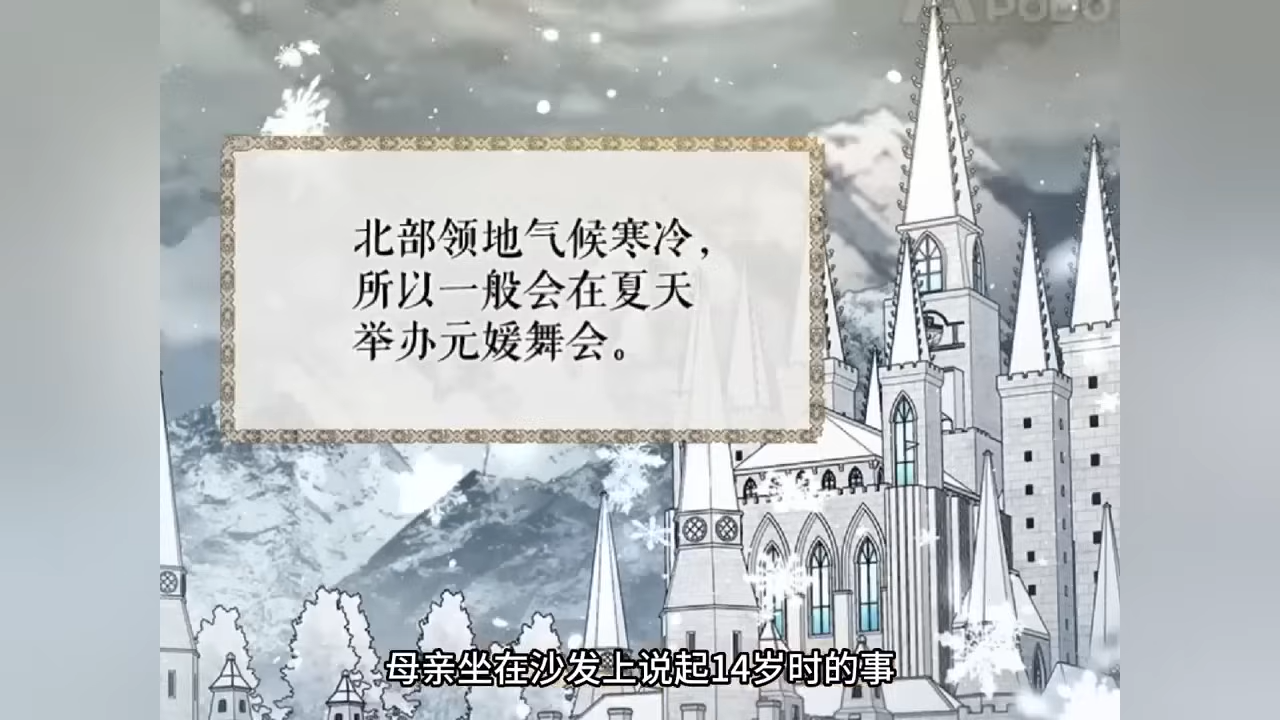 PODO
北部领地气候寒冷，
所以一般会在夏天
举办元媛舞会。
母亲坐在沙发上说起14岁时的事